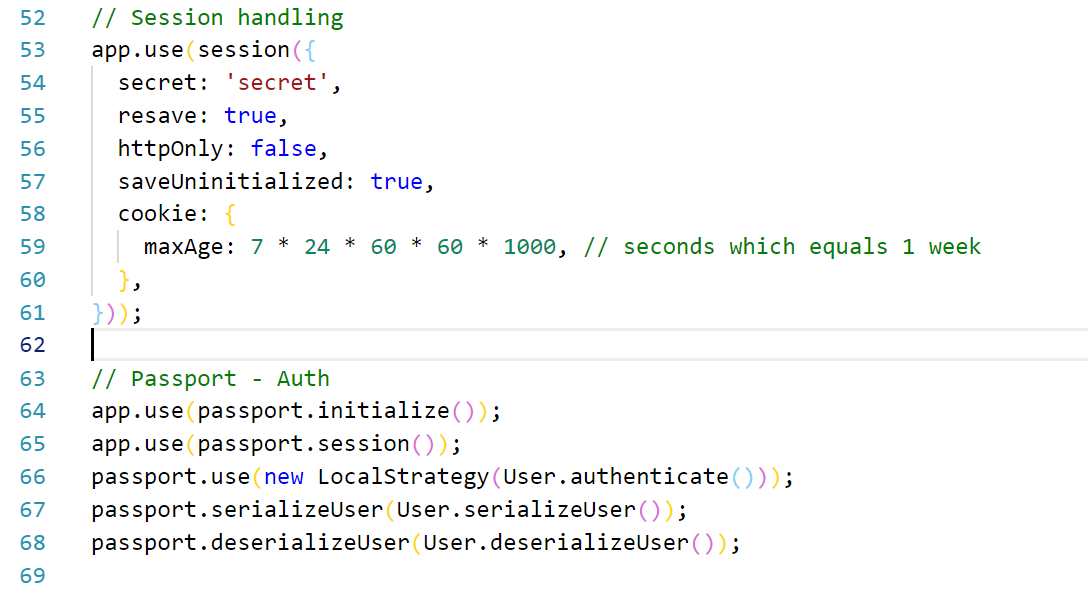 52 // Session handling
53 app.use(session({
54   secret: 'secret',
55   resave: true,
56   httpOnly: false,
57   saveUninitialized: true,
58   cookie: {
59     maxAge: 7 * 24 * 60 * 60 * 1000, // seconds which equals 1 week
60   },
61 }));
62
63 // Passport - Auth
64 app.use(passport.initialize());
65 app.use(passport.session());
66 passport.use(new LocalStrategy(User.authenticate()));
67 passport.serializeUser(User.serializeUser());
68 passport.deserializeUser(User.deserializeUser());
69